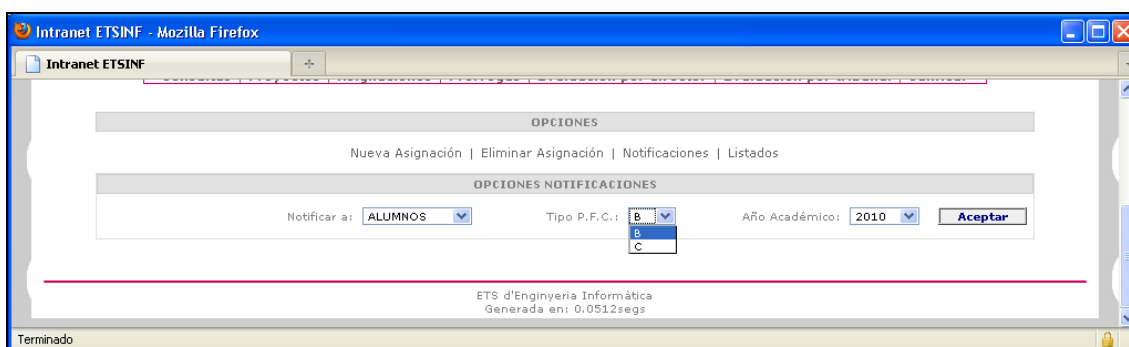 Intranet ETSINF - Mozilla Firefox
Intranet ETSINF
OPCIONES
Nueva Asignación | Eliminar Asignación | Notificaciones | Listados
OPCIONES NOTIFICACIONES
Notificar a: ALUMNOS Tipo P.F.C.: B Año Académico: 2010 Aceptar
B
C
ETS d'Enginyeria Informàtica
Generada en: 0.0512segs
Terminado